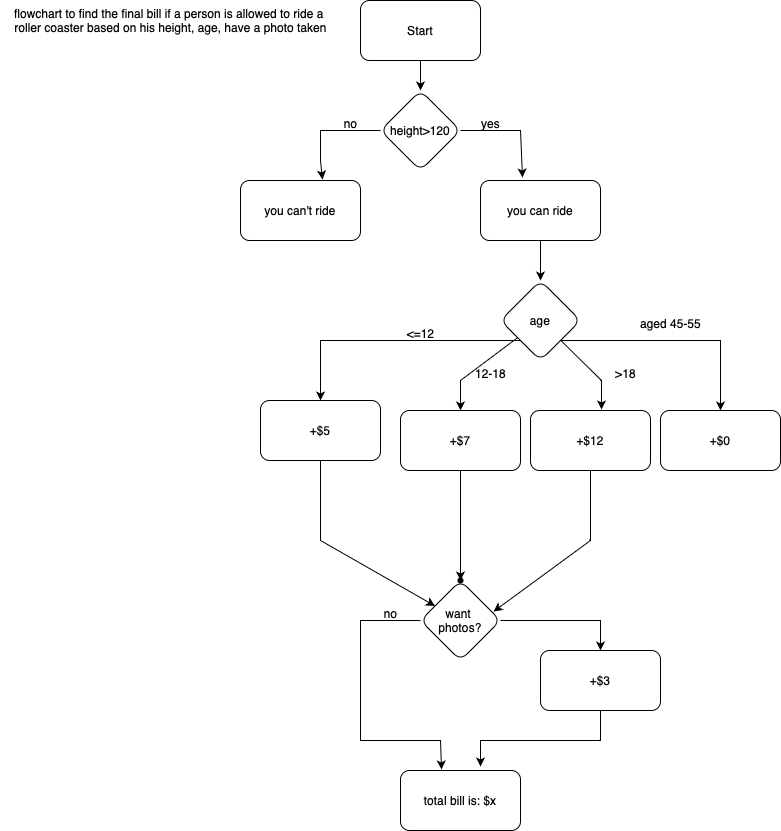 flowchart to find the final bill if a person is allowed to ride a
roller coaster based on his height, age, have a photo taken
Start
height>120
no
yes
you can't ride
you can ride
age
<=12
12-18
>18
aged 45-55
+$5
+$7
+$12
+$0
want
photos?
no
+$3
total bill is: $x